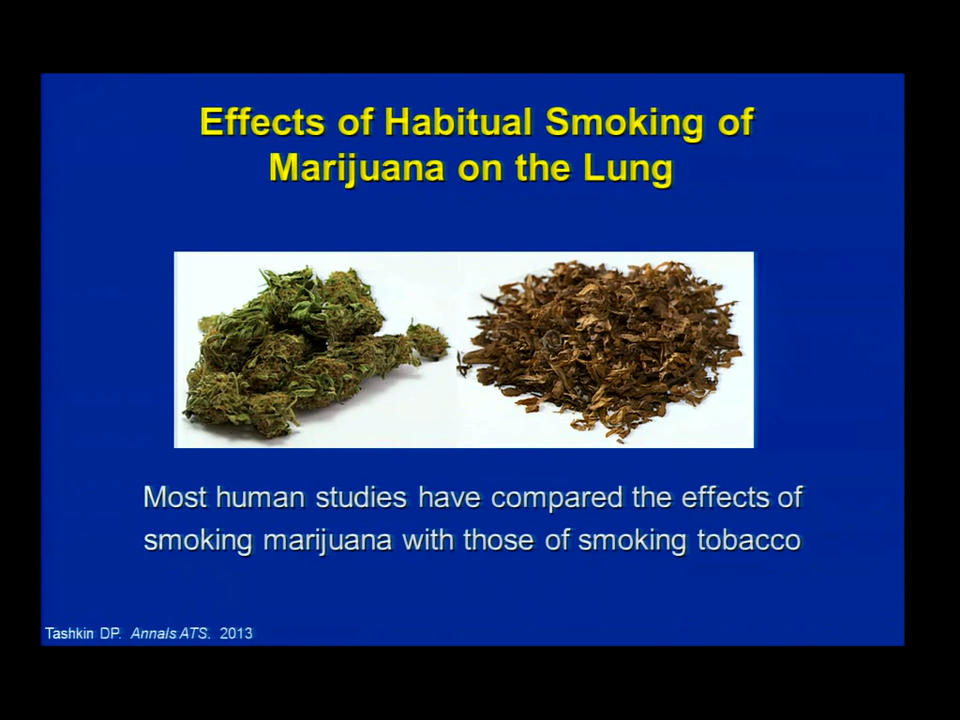 Effects of Habitual Smoking of
Marijuana on the Lung
Most human studies have compared the effects of
smoking marijuana with those of smoking tobacco
Tashkin DP. Annals ATS. 2013